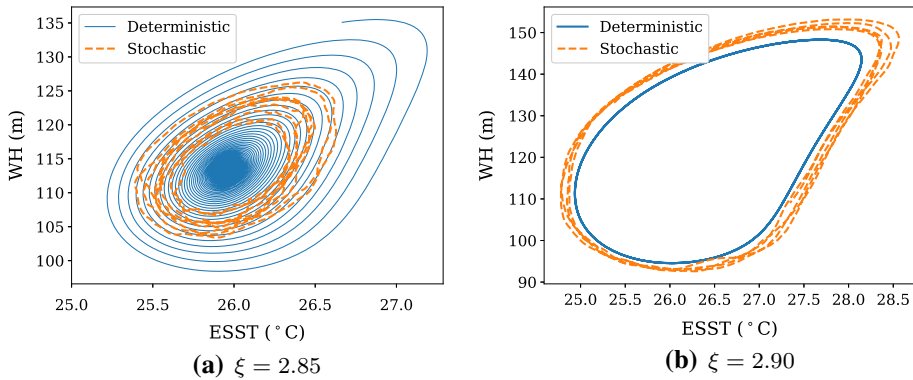 Deterministic
Stochastic
135
130
125
120
115
110
105
100
WH (m)
25.0 25.5 26.0 26.5 27.0
ESST (°C)
(a) ξ = 2.85
Deterministic
Stochastic
150
140
130
120
110
100
90
WH (m)
25.0 25.5 26.0 26.5 27.0 27.5 28.0 28.5
ESST (°C)
(b) ξ = 2.90